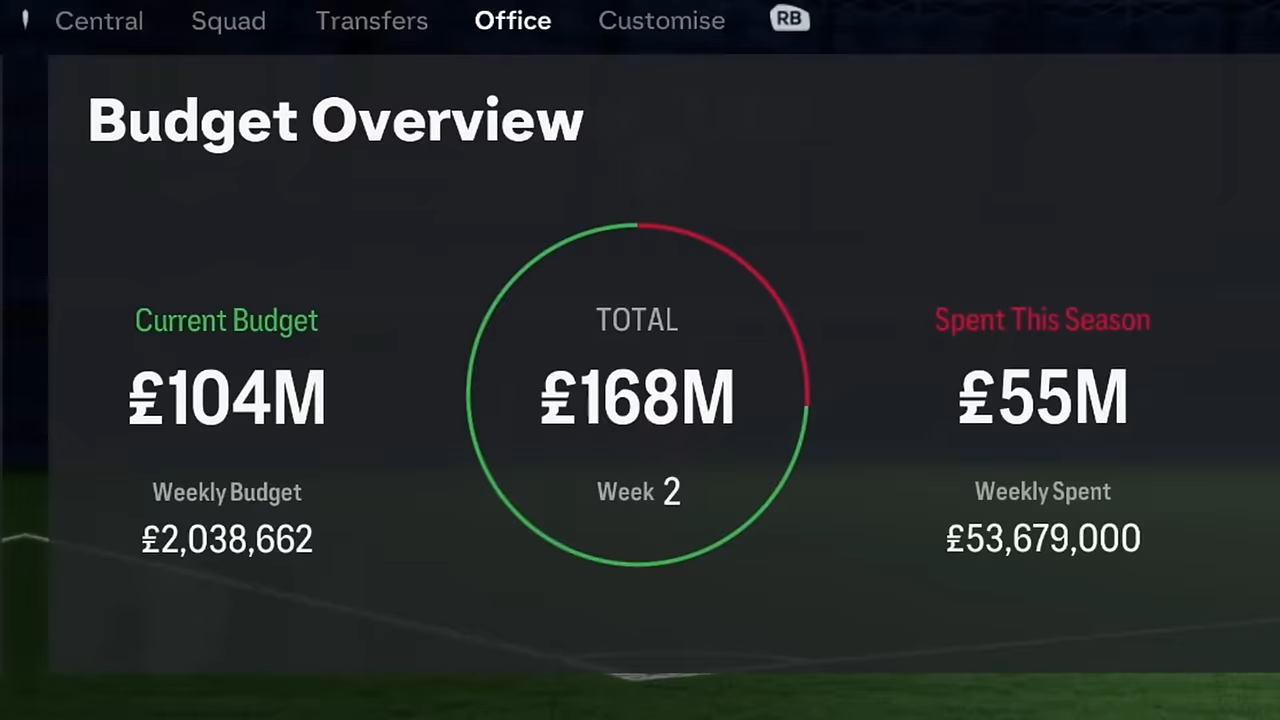 Central Squad Transfers Office Customise RB
Budget Overview
Current Budget
£104M
Weekly Budget
£2,038,662
TOTAL
£168M
Week 2
Spent This Season
£55M
Weekly Spent
£53,679,000